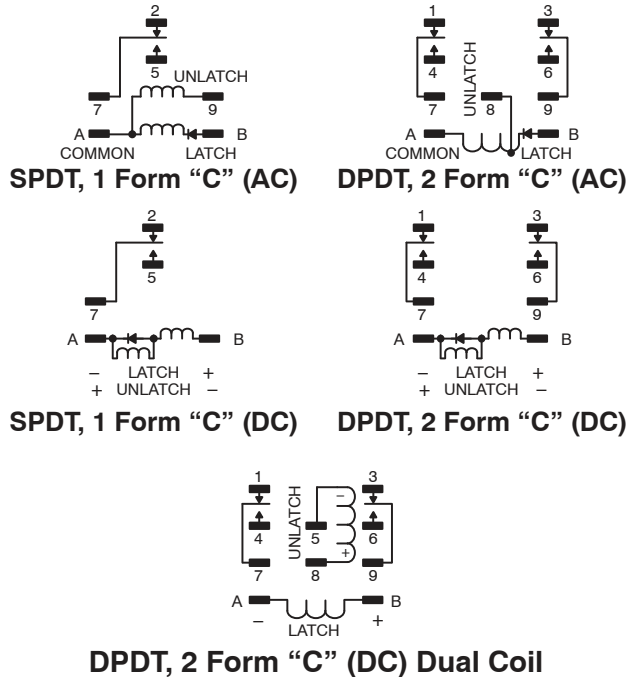 2
5
UNLATCH
7
9
A
B
COMMON
LATCH
SPDT, 1 Form “C” (AC)
1
3
4
UNLATCH
6
7
8
9
A
B
COMMON
LATCH
DPDT, 2 Form “C” (AC)
2
5
7
A
B
– LATCH +
+ UNLATCH –
SPDT, 1 Form “C” (DC)
1
3
4
6
7
9
A
B
– LATCH +
+ UNLATCH –
DPDT, 2 Form “C” (DC)
1
3
4
UNLATCH
5
–
6
+
7
8
9
A
B
–
LATCH
+
DPDT, 2 Form “C” (DC) Dual Coil